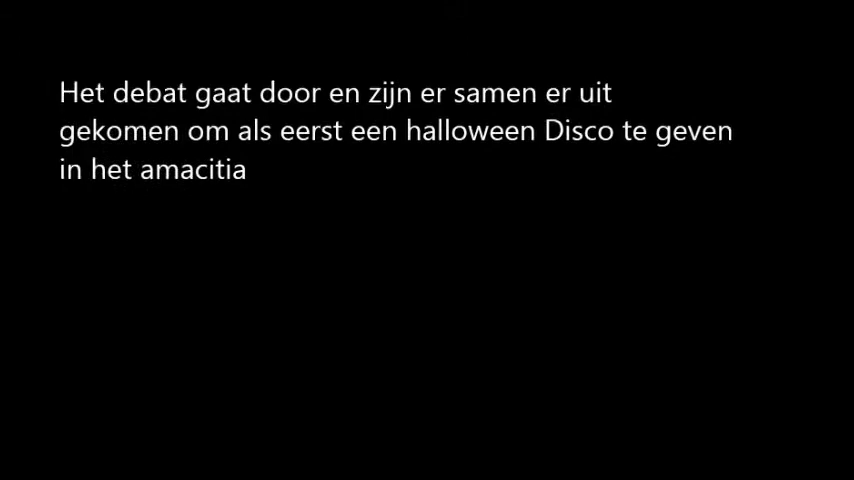 Het debat gaat door en zijn er samen er uit
gekomen om als eerst een halloween Disco te geven
in het amacitia